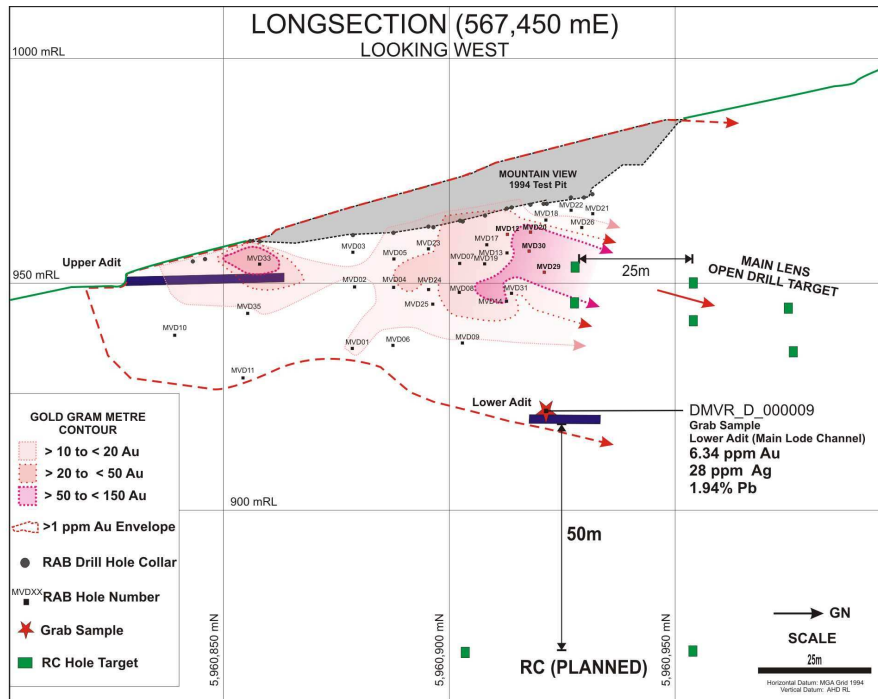 LONGSECTION (567,450 mE)
LOOKING WEST
1000 mRL
MOUNTAIN VIEW
1994 Test Pit
MVD22
MVD21
MVD18
MVD26
MVD12
MVD20
MVD03
MVD23
MVD17
MVD05
MVD13
MVD30
MVD33
MVD07
MVD19
MVD29
Upper Adit
950 mRL
25m
MAIN LENS
OPEN DRILL TARGET
MVD02
MVD04
MVD24
MVD08
MVD31
MVD14
MVD25
MVD35
MVD10
MVD01
MVD06
MVD09
MVD11
Lower Adit
DMVR_D_000009
Grab Sample
Lower Adit (Main Lode Channel)
6.34 ppm Au
28 ppm Ag
1.94% Pb
GOLD GRAM METRE
CONTOUR
> 10 to < 20 Au
> 20 to < 50 Au
> 50 to < 150 Au
>1 ppm Au Envelope
RAB Drill Hole Collar
MVDXX
RAB Hole Number
Grab Sample
RC Hole Target
900 mRL
50m
5,960,850 mN
5,960,900 mN
5,960,950 mN
RC (PLANNED)
GN
SCALE
25m
Horizontal Datum: MGA Grid 1994
Vertical Datum: AHD RL